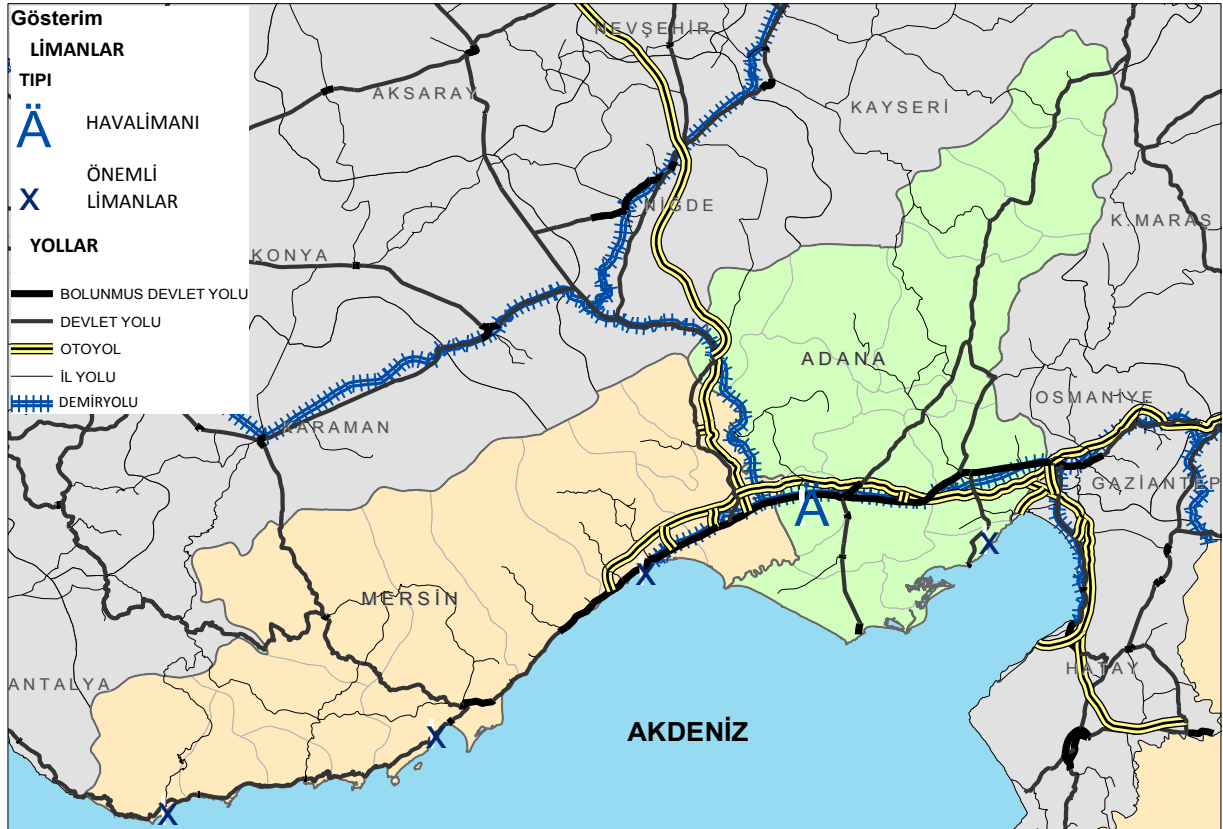 Gösterim
LİMANLAR
TIPI
Ä HAVALİMANI
X ÖNEMLİ
LİMANLAR
YOLLAR
BOLUNMUS DEVLET YOLU
DEVLET YOLU
OTOYOL
İL YOLU
DEMİRYOLU
NEVŞEHİR
AKSARAY
KAYSERİ
NİGDE
K.MARAŞ
KONYA
ADANA
OSMANİYE
KARAMAN
GAZİANTEP
Ä
X
X
MERSİN
HATAY
ANTALYA
AKDENİZ
X
X